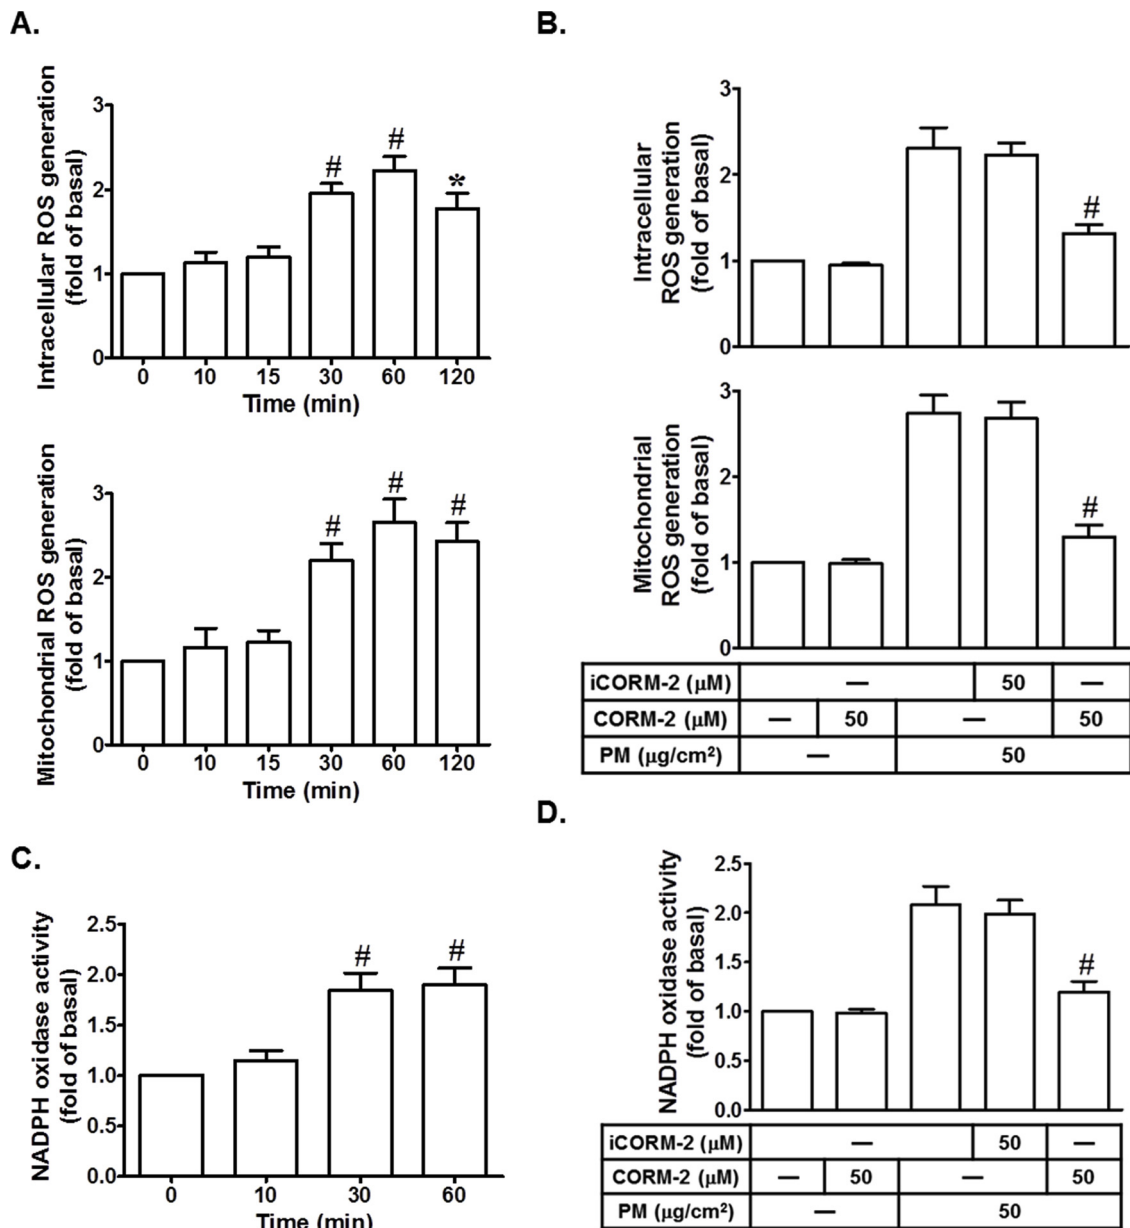 A.
Intracellular ROS generation
(fold of basal)
3
2
1
0
#
#
*
0 10 15 30 60 120
Time (min)
Mitochondrial ROS generation
(fold of basal)
3
2
1
0
#
#
#
0 10 15 30 60 120
Time (min)
B.
Intracellular
ROS generation
(fold of basal)
3
2
1
0
#
Mitochondrial
ROS generation
(fold of basal)
3
2
1
0
#
iCORM-2 (μM) — 50 —
CORM-2 (μM) — 50 — 50
PM (μg/cm²) — 50
C.
NADPH oxidase activity
(fold of basal)
2.5
2.0
1.5
1.0
0.5
0.0
#
#
0 10 30 60
Time (min)
D.
NADPH oxidase activity
(fold of basal)
2.5
2.0
1.5
1.0
0.5
0.0
#
iCORM-2 (μM) — 50 —
CORM-2 (μM) — 50 — 50
PM (μg/cm²) — 50